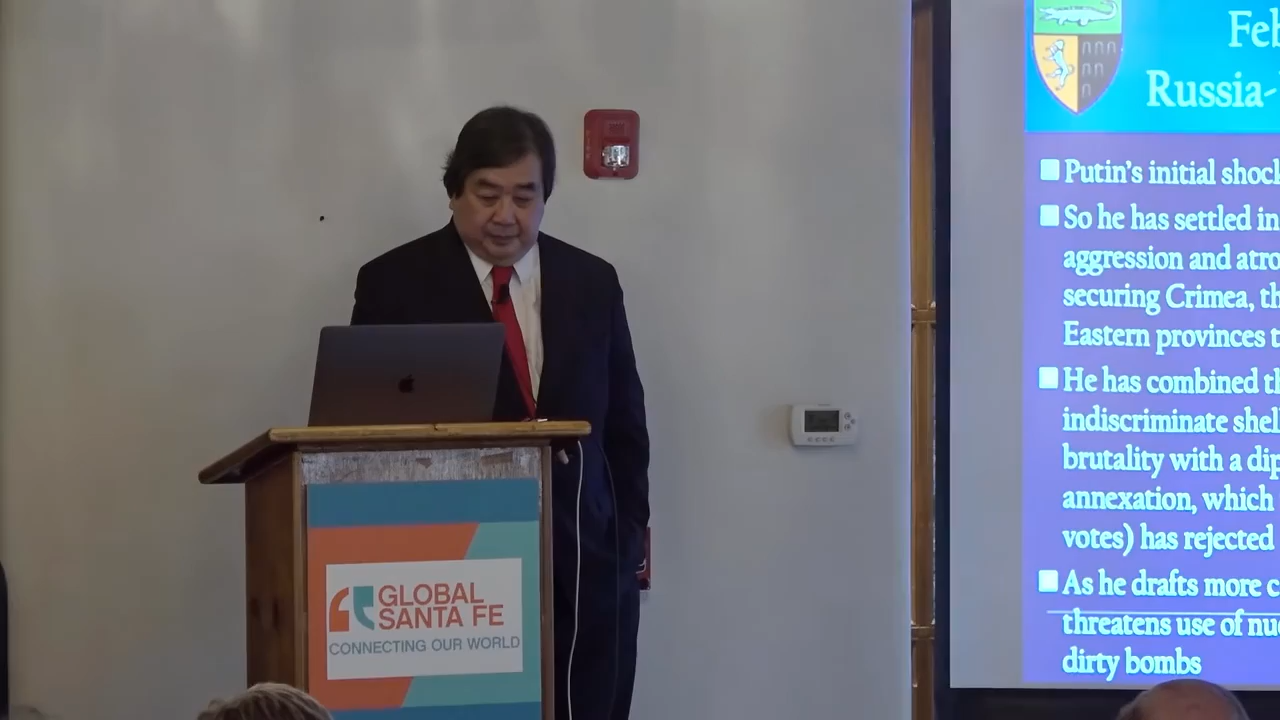 GLOBAL
SANTA FE
CONNECTING OUR WORLD
Feb
Russia-
Putin's initial shock
So he has settled in
aggression and atro
securing Crimea, th
Eastern provinces t
He has combined th
indiscriminate shel
brutality with a dip
annexation, which
votes) has rejected
As he drafts more c
threatens use of nuc
dirty bombs